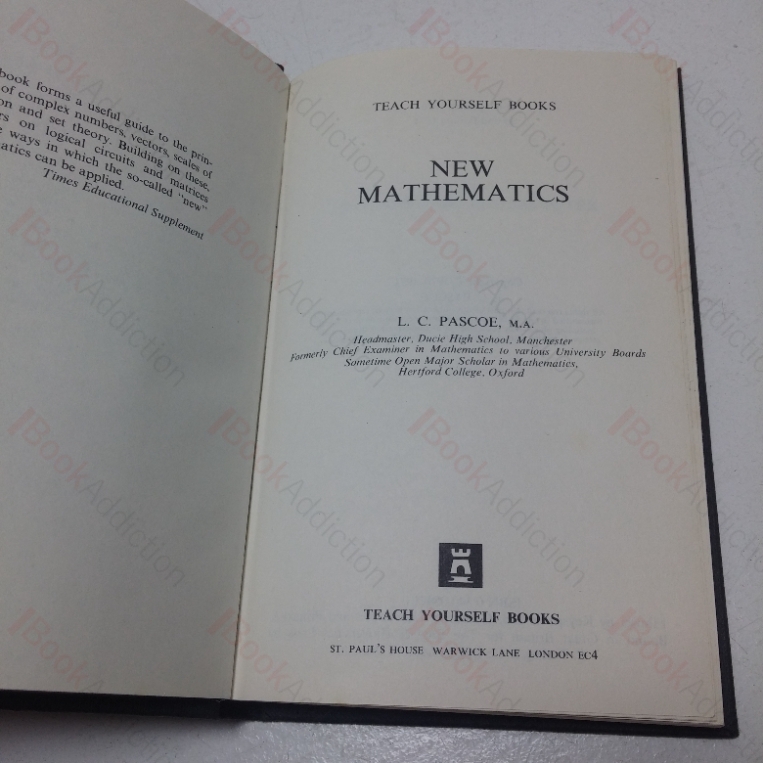 book forms a useful guide to the prin-
of complex numbers, vectors, scales of
on and set theory. Building on these,
rs on logical circuits and matrices
ways in which the so-called "new"
atics can be applied.
Times Educational Supplement
TEACH YOURSELF BOOKS
NEW
MATHEMATICS
L. C. PASCOE, M.A.
Headmaster, Ducie High School, Manchester
Formerly Chief Examiner in Mathematics to various University Boards
Sometime Open Major Scholar in Mathematics,
Hertford College, Oxford
TEACH YOURSELF BOOKS
ST. PAUL'S HOUSE WARWICK LANE LONDON EC4
BookAddiction